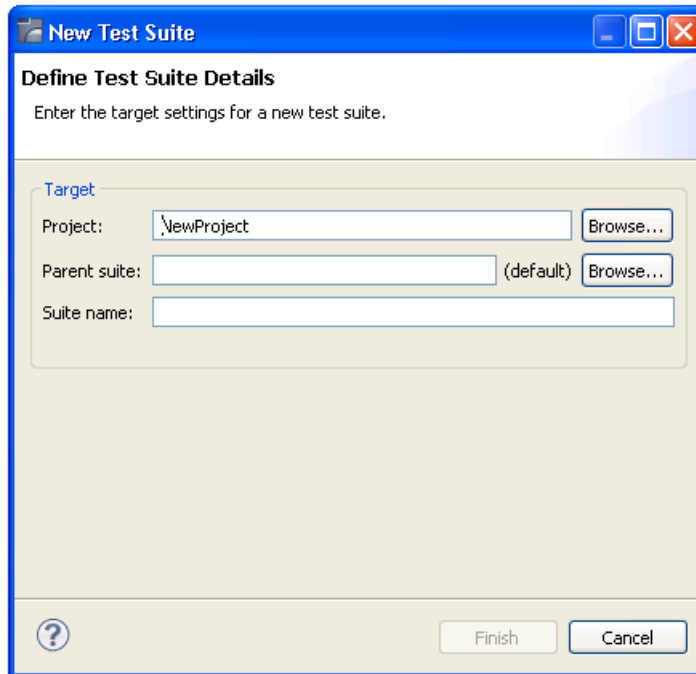 New Test Suite
Define Test Suite Details
Enter the target settings for a new test suite.
Target
Project: NewProject Browse...
Parent suite: (default) Browse...
Suite name:
? Finish Cancel